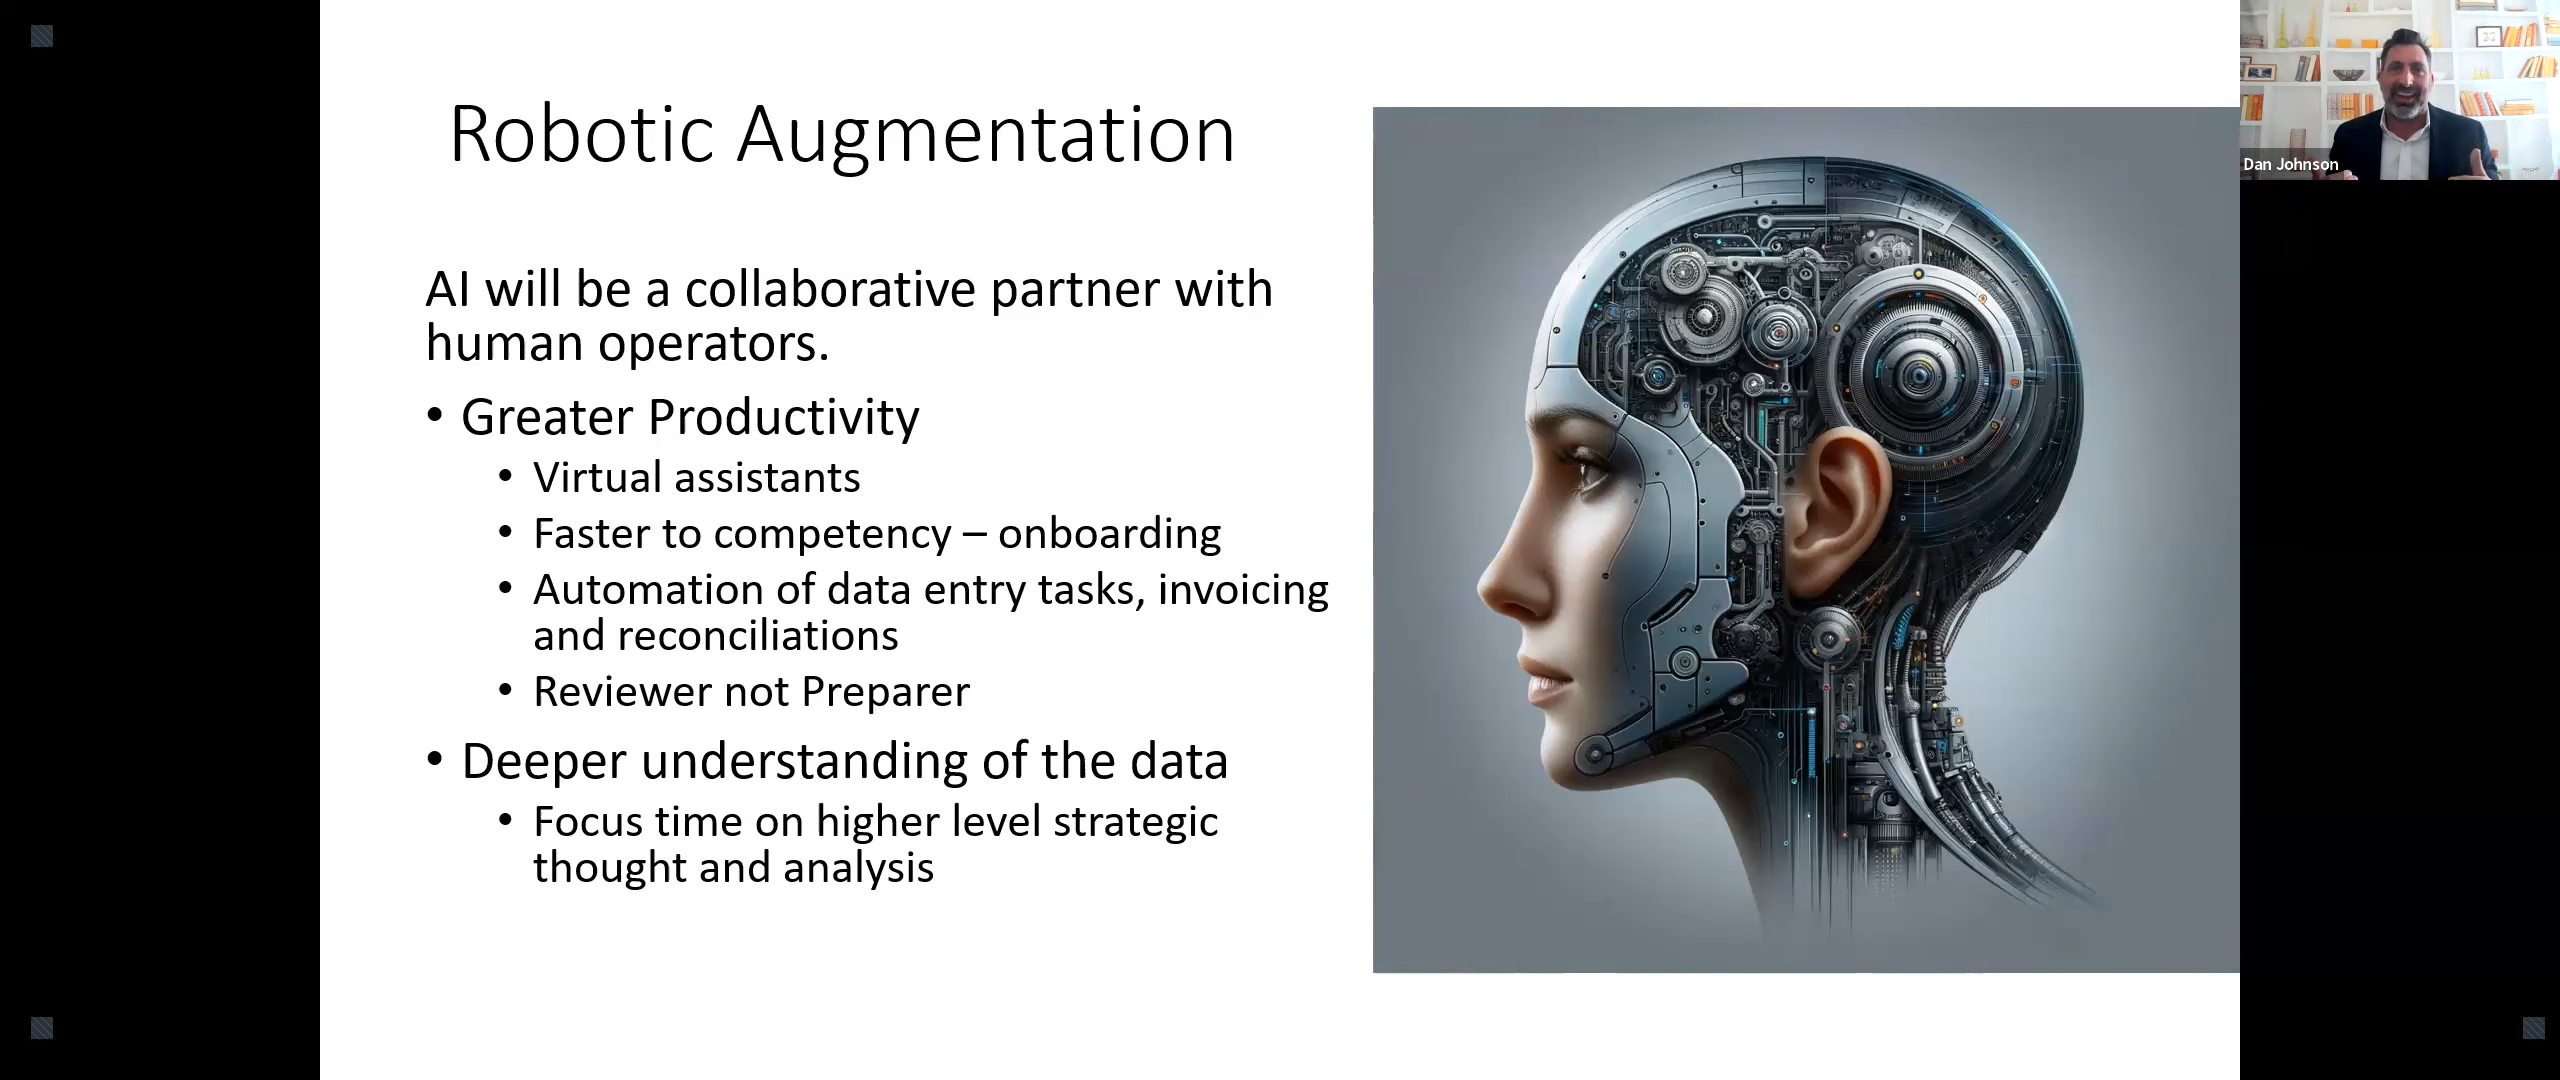 Robotic Augmentation
AI will be a collaborative partner with
human operators.
• Greater Productivity
• Virtual assistants
• Faster to competency – onboarding
• Automation of data entry tasks, invoicing
and reconciliations
• Reviewer not Preparer
• Deeper understanding of the data
• Focus time on higher level strategic
thought and analysis
Dan Johnson